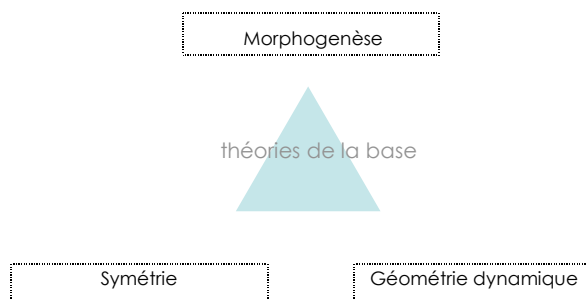 Morphogenèse
théories de la base
Symétrie
Géométrie dynamique